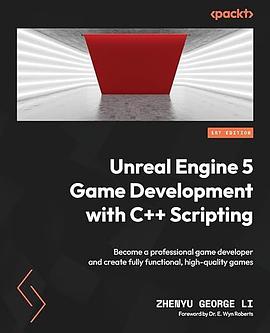 <packt>
1ST EDITION
Unreal Engine 5
Game Development
with C++ Scripting
Become a professional game developer
and create fully functional, high-quality games
ZHENYU GEORGE LI
Foreword by Dr. E. Wyn Roberts